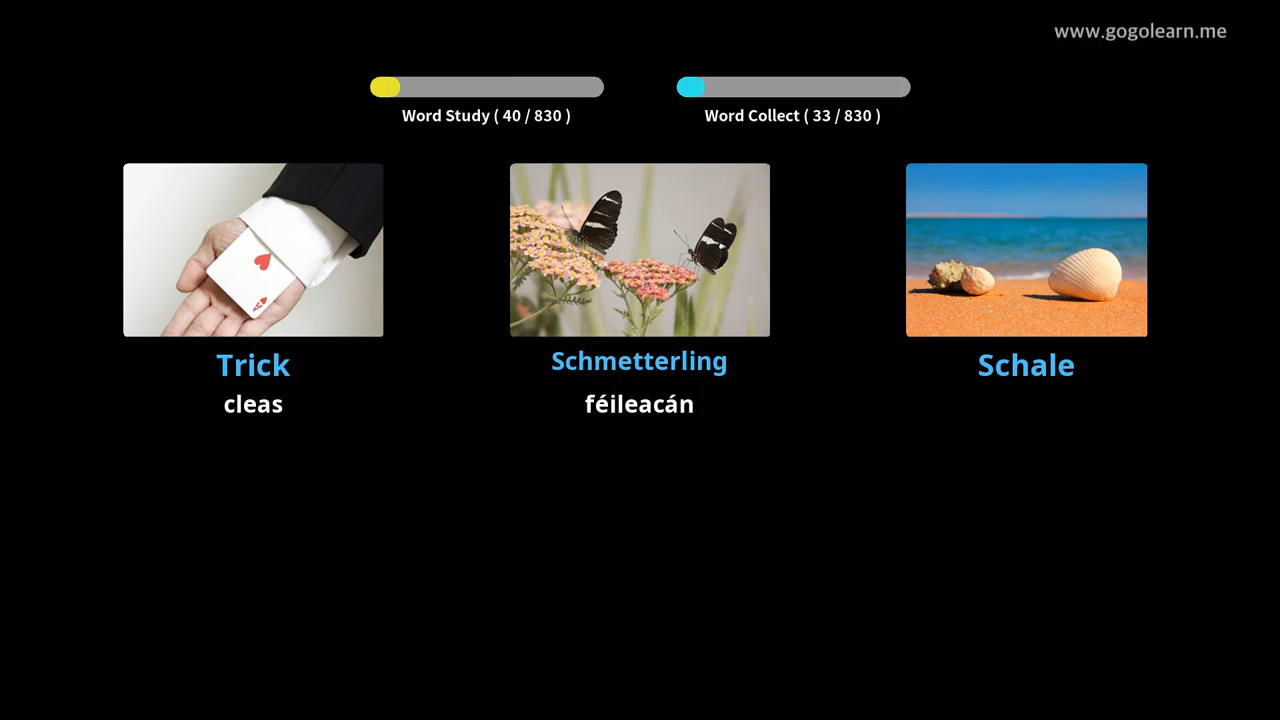 www.gogolearn.me
Word Study ( 40 / 830 )
Word Collect ( 33 / 830 )
Trick
Schmetterling
Schale
cleas
féileacán